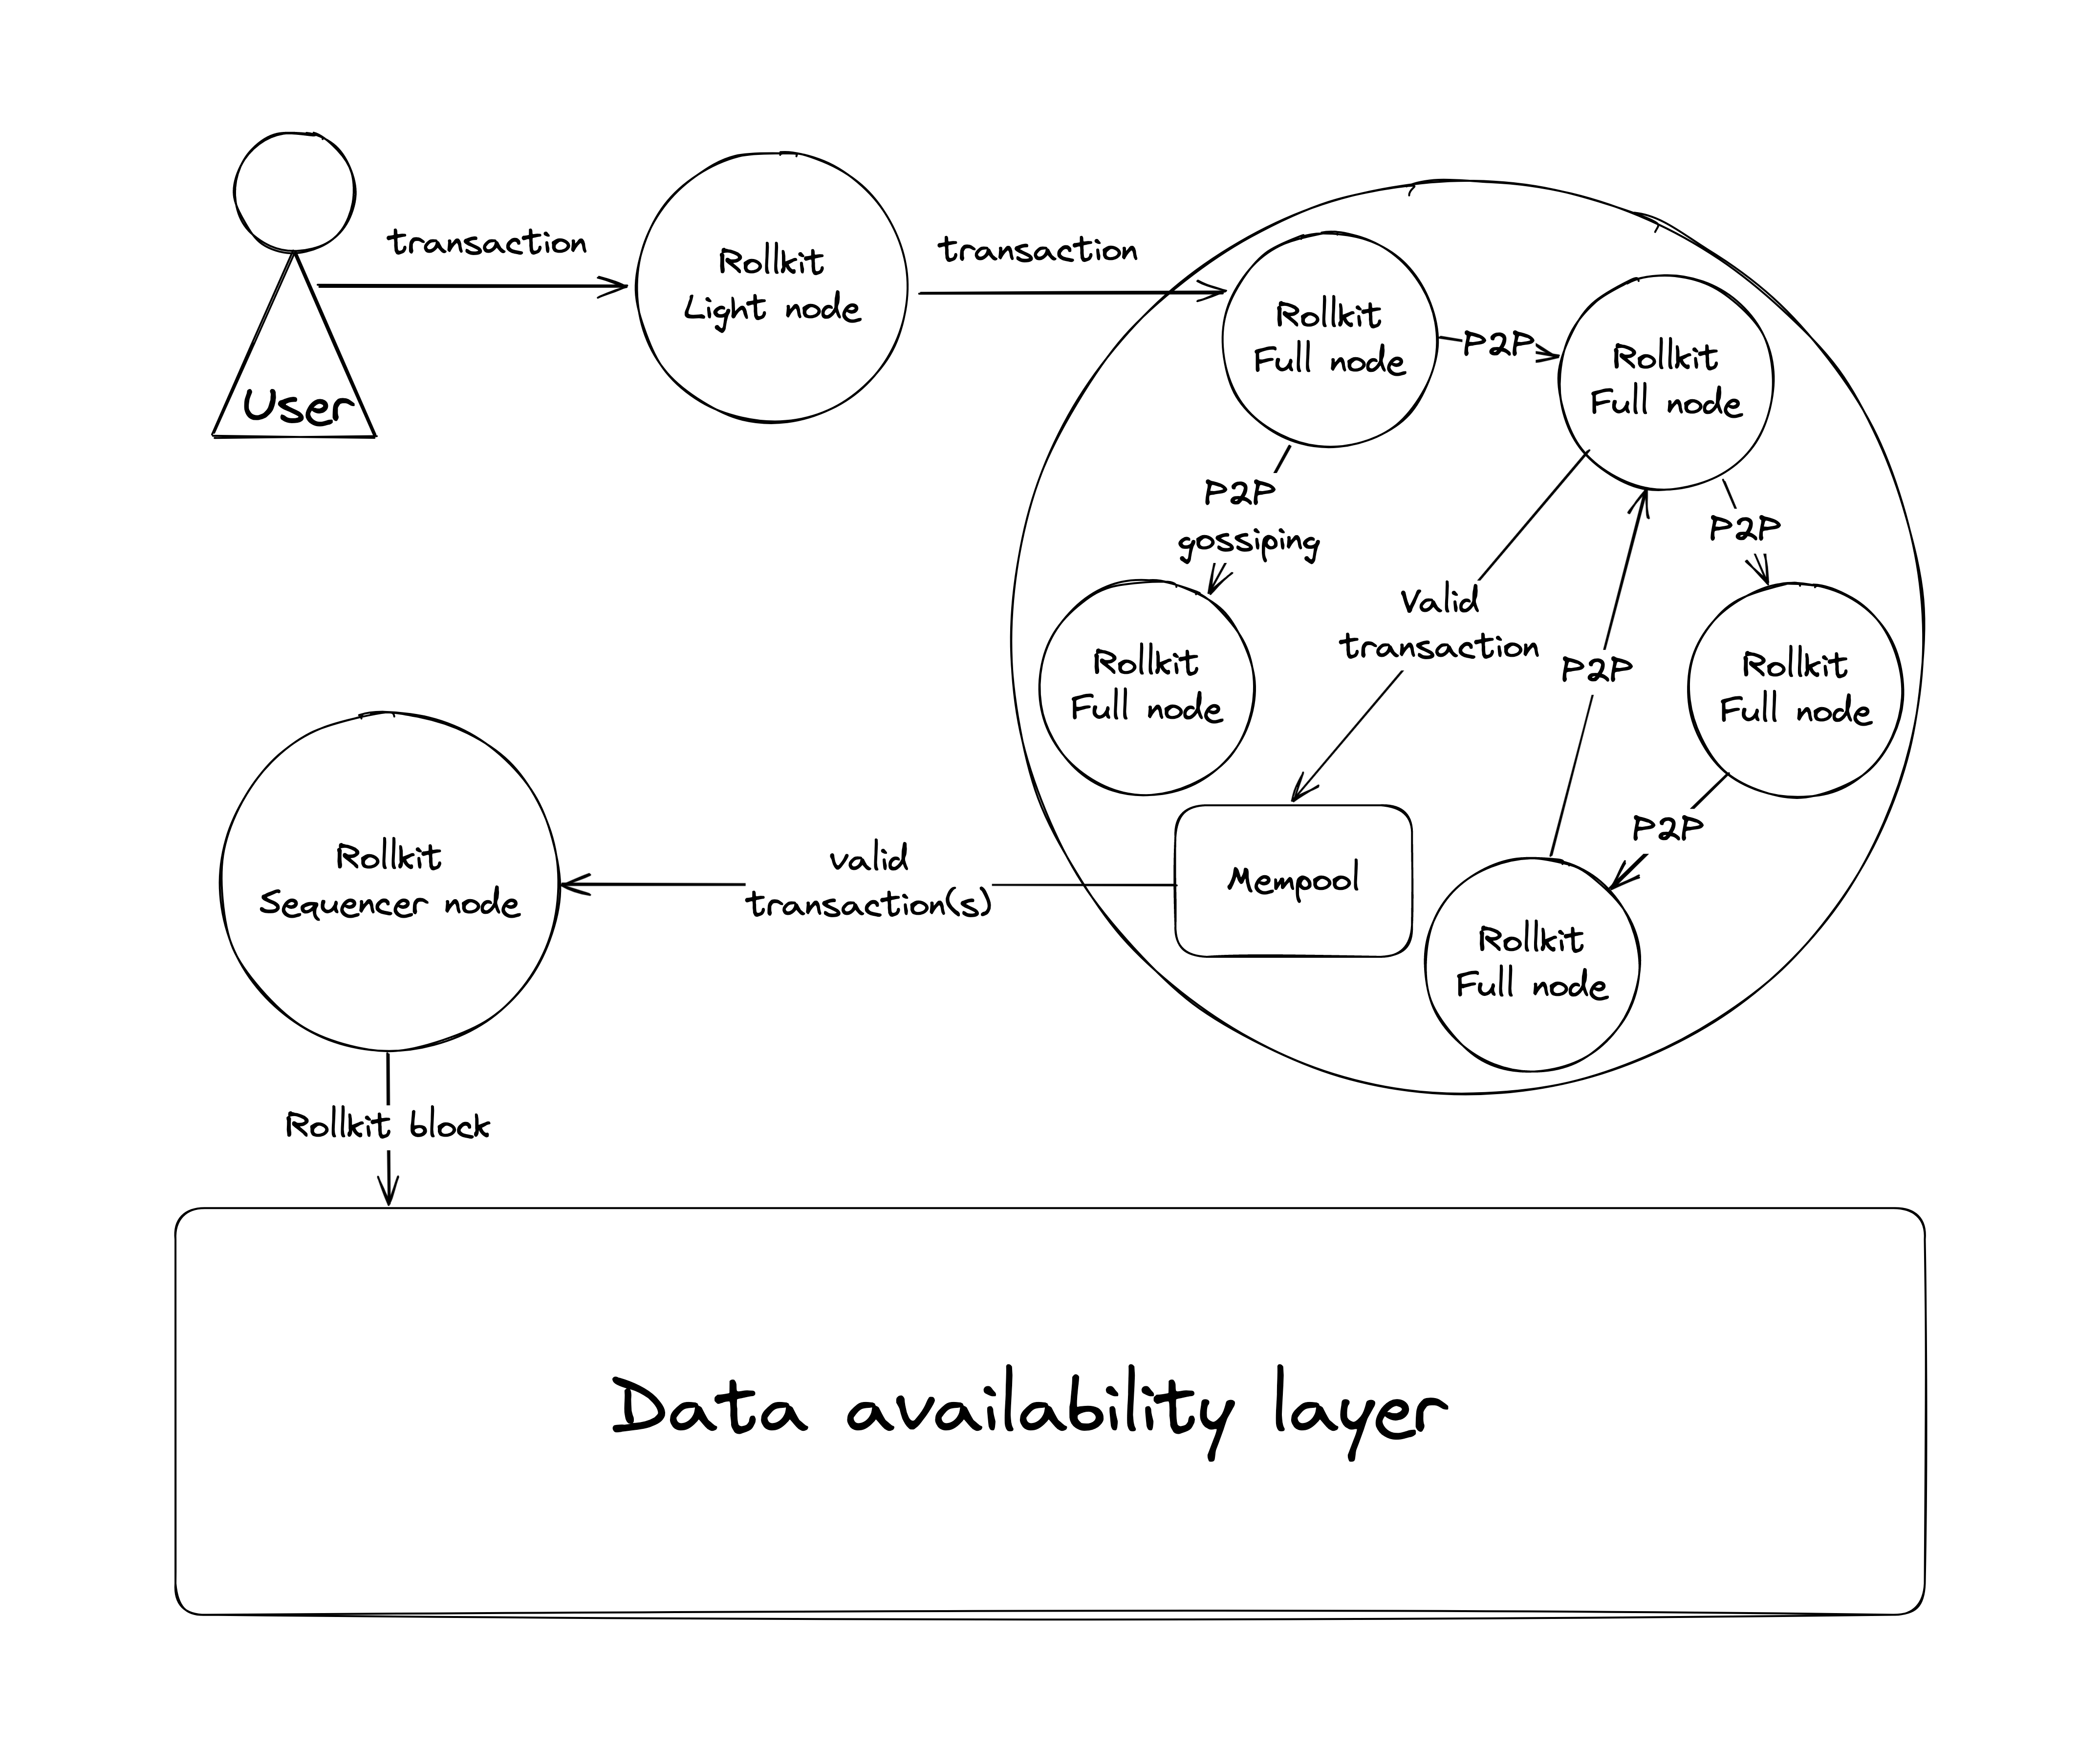 transaction
User
Rollkit
Light node
transaction
Rollkit
Full node
P2P
Rollkit
Full node
P2P
gossiping
P2P
Valid
transaction
P2P
Rollkit
Full node
Rollkit
Full node
P2P
Mempool
Rollkit
Full node
valid
transaction(s)
Rollkit
Sequencer node
Rollkit block
Data availability layer